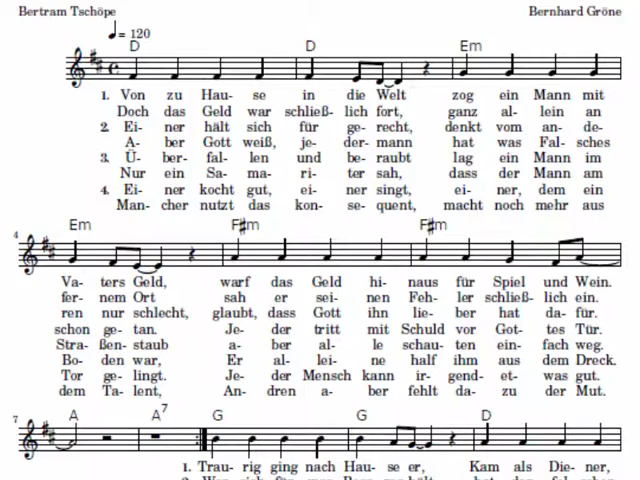 Bertram Tschöpe Bernhard Gröne
♩ = 120
D D Em
1. Von zu Hau- se in die Welt zog ein Mann mit
Doch das Geld war schließ- lich fort, ganz al- lein an
2. Ei- ner hält sich für ge- recht, denkt vom an- de-
A- ber Gott weiß, je- der- mann hat was Fal- sches
3. Ü- ber- fal- len und be- raubt lag ein Mann im
Nur ein Sa- ma- ri- ter sah, dass der Mann am
4. Ei- ner kocht gut, ei- ner singt, ei- ner, dem ein
Man- cher nutzt das kon- se- quent, macht noch mehr aus
4 Em F#m F#m
Va- ters Geld, warf das Geld hi- naus für Spiel und Wein.
fer- nem Ort sah er sei- nen Feh- ler schließ- lich ein.
ren nur schlecht, glaubt, dass Gott ihn lie- ber hat da- für.
schon ge- tan. Je- der tritt mit Schuld vor Got- tes Tür.
Stra- ßen- staub a- ber al- le schau- ten ein- fach weg.
Bo- den war, Er al- lei- ne half ihm aus dem Dreck.
Tor ge- lingt. Je- der Mensch kann ir- gend- et- was gut.
dem Ta- lent, An- dren a- ber fehlt da- zu der Mut.
7 A A7 G G D
1. Trau- rig ging nach Hau- se er, Kam als Die- ner,